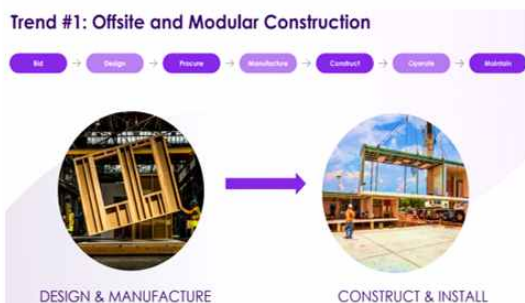 Trend #1: Offsite and Modular Construction
Bid → Design → Procure → Manufacture → Construct → Operate → Maintain
DESIGN & MANUFACTURE
CONSTRUCT & INSTALL